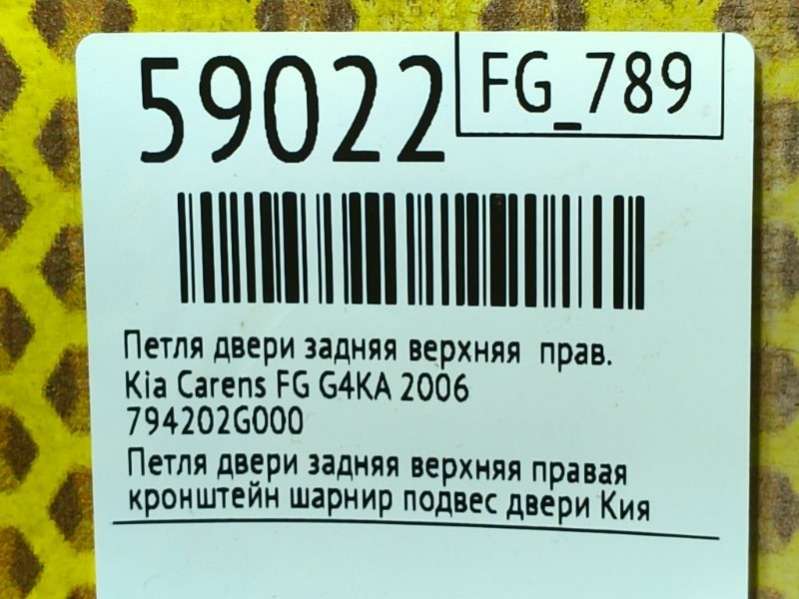 59022
FG_789
Петля двери задняя верхняя прав.
Kia Carens FG G4KA 2006
794202G000
Петля двери задняя верхняя правая
кронштейн шарнир подвес двери Кия